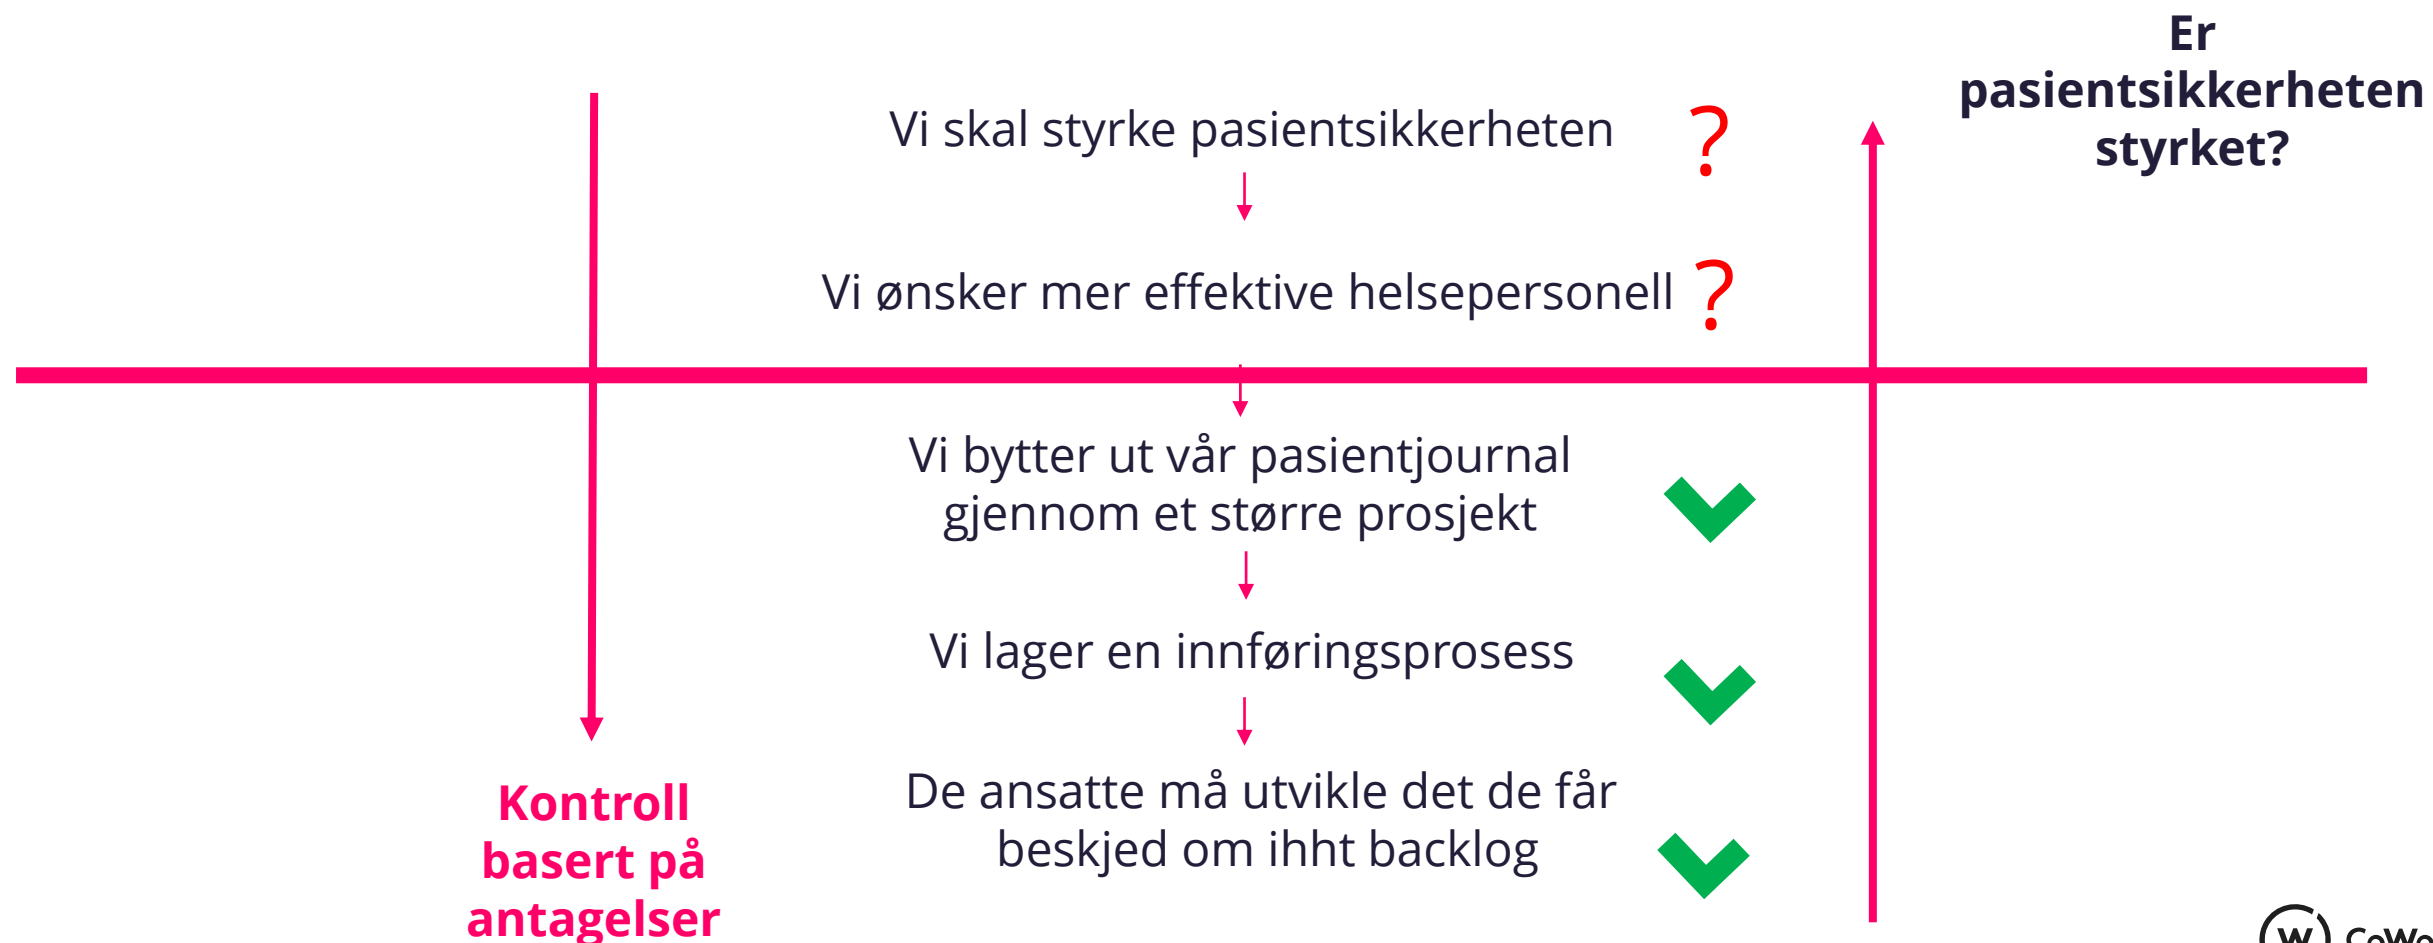 Er
pasientsikkerheten
styrket?
Vi skal styrke pasientsikkerheten
?
Vi ønsker mer effektive helsepersonell
?
Vi bytter ut vår pasientjournal
gjennom et større prosjekt
Vi lager en innføringsprosess
De ansatte må utvikle det de får
beskjed om ihht backlog
Kontroll
basert på
antagelser
W